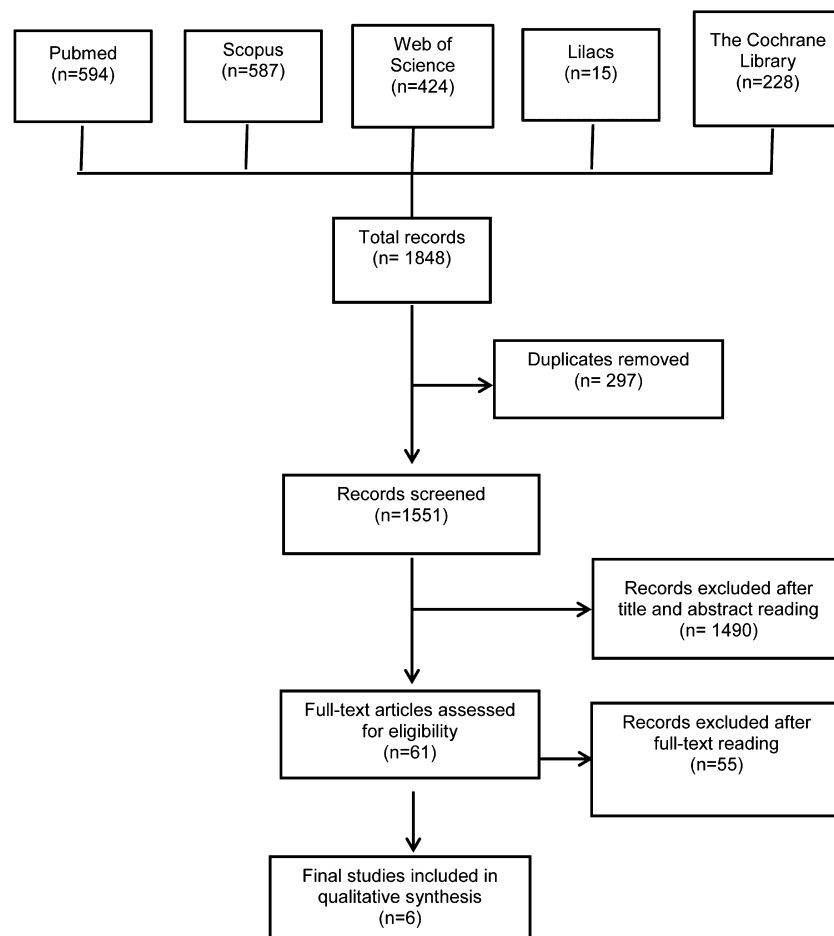 Pubmed
(n=594)
Scopus
(n=587)
Web of
Science
(n=424)
Lilacs
(n=15)
The Cochrane
Library
(n=228)
Total records
(n= 1848)
Duplicates removed
(n= 297)
Records screened
(n=1551)
Records excluded after
title and abstract reading
(n= 1490)
Full-text articles assessed
for eligibility
(n=61)
Records excluded after
full-text reading
(n=55)
Final studies included in
qualitative synthesis
(n=6)